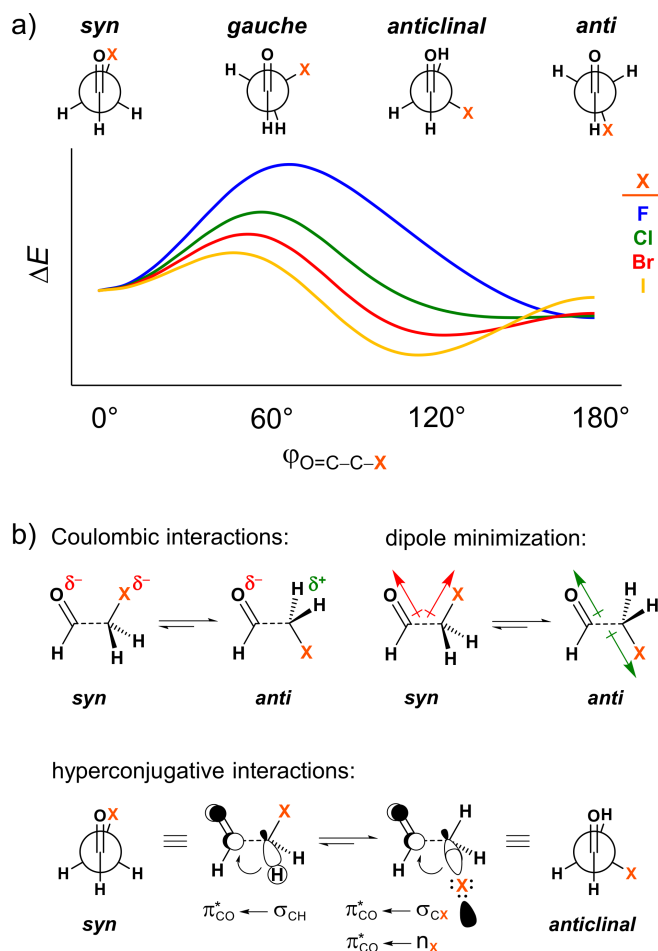 a)
syn gauche anticlinal anti
O X H H H
H O X H H
O H H X H
O H H H X
ΔE
X
F
Cl
Br
I
0° 60° 120° 180°
φO=C–C–X
b) Coulombic interactions: dipole minimization:
O δ− X δ− H H H
O δ− H δ+ H H X
O X H H H
O H H H X
syn anti syn anti
hyperconjugative interactions:
O X H H H
X H H H
H H H X
O H H X H
π*CO ← σCH π*CO ← σCX
syn anticlinal
π*CO ← nX